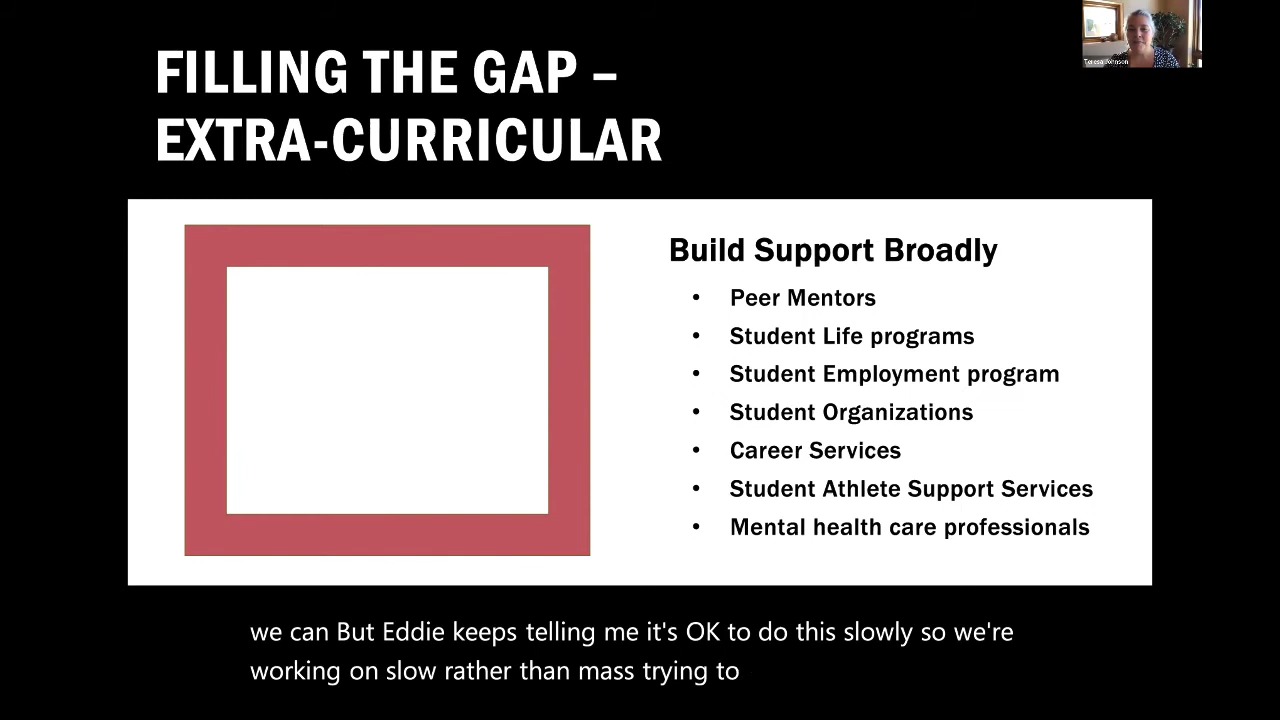 FILLING THE GAP –
EXTRA-CURRICULAR
Teresa Johnson
Build Support Broadly
• Peer Mentors
• Student Life programs
• Student Employment program
• Student Organizations
• Career Services
• Student Athlete Support Services
• Mental health care professionals
we can But Eddie keeps telling me it's OK to do this slowly so we're
working on slow rather than mass trying to